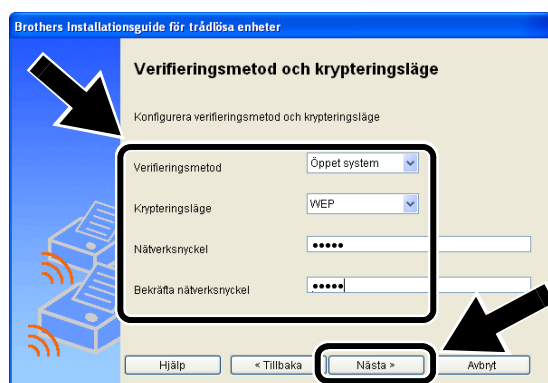 Brothers Installationsguide för trådlösa enheter
Verifieringsmetod och krypteringsläge
Konfigurera verifieringsmetod och krypteringsläge
Verifieringsmetod Öppet system
Krypteringsläge WEP
Nätverksnyckel •••••
Bekräfta nätverksnyckel •••••
Hjälp < Tillbaka Nästa > Avbryt